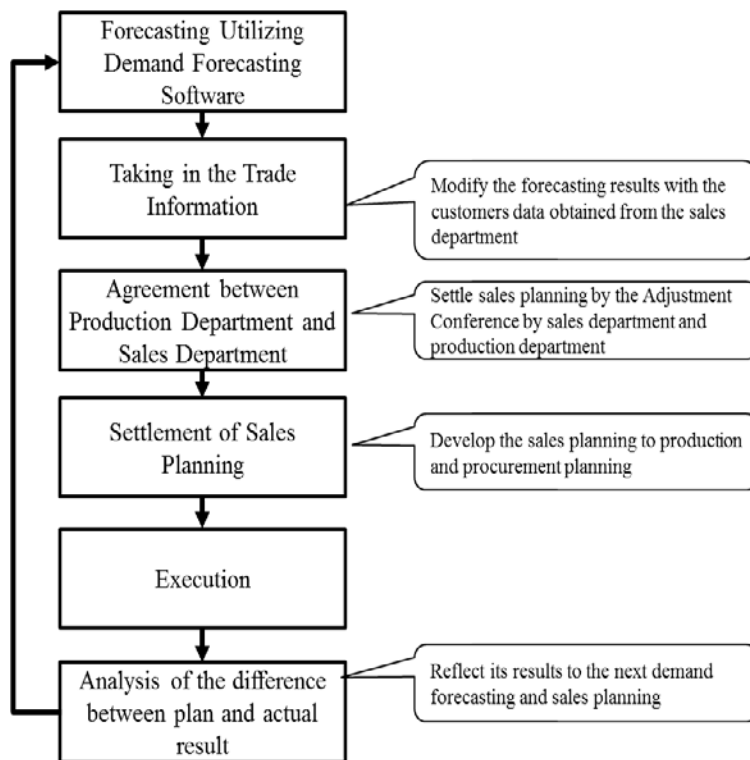 Forecasting Utilizing
Demand Forecasting
Software
Taking in the Trade
Information
Modify the forecasting results with the
customers data obtained from the sales
department
Agreement between
Production Department and
Sales Department
Settle sales planning by the Adjustment
Conference by sales department and
production department
Settlement of Sales
Planning
Develop the sales planning to production
and procurement planning
Execution
Analysis of the difference
between plan and actual
result
Reflect its results to the next demand
forecasting and sales planning